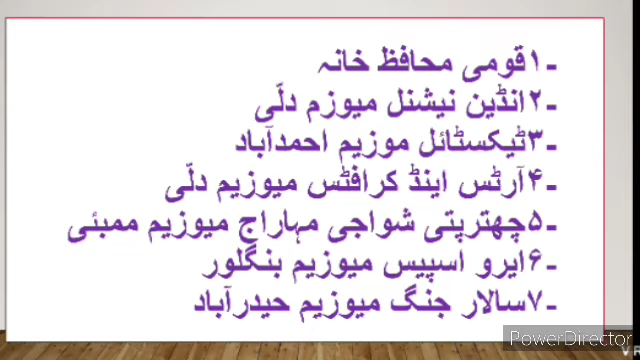 ۱۔قومی محافظ خانہ
۲۔انڈین نیشنل میوزم دلّی
۳۔ٹیکسٹائل موزیم احمدآباد
۴۔آرٹس اینڈ کرافٹس میوزیم دلّی
۵۔چھترپتی شواجی مہاراج میوزیم ممبئی
۶۔ایرو اسپیس میوزیم بنگلور
۷۔سالار جنگ میوزیم حیدرآباد
PowerDirector